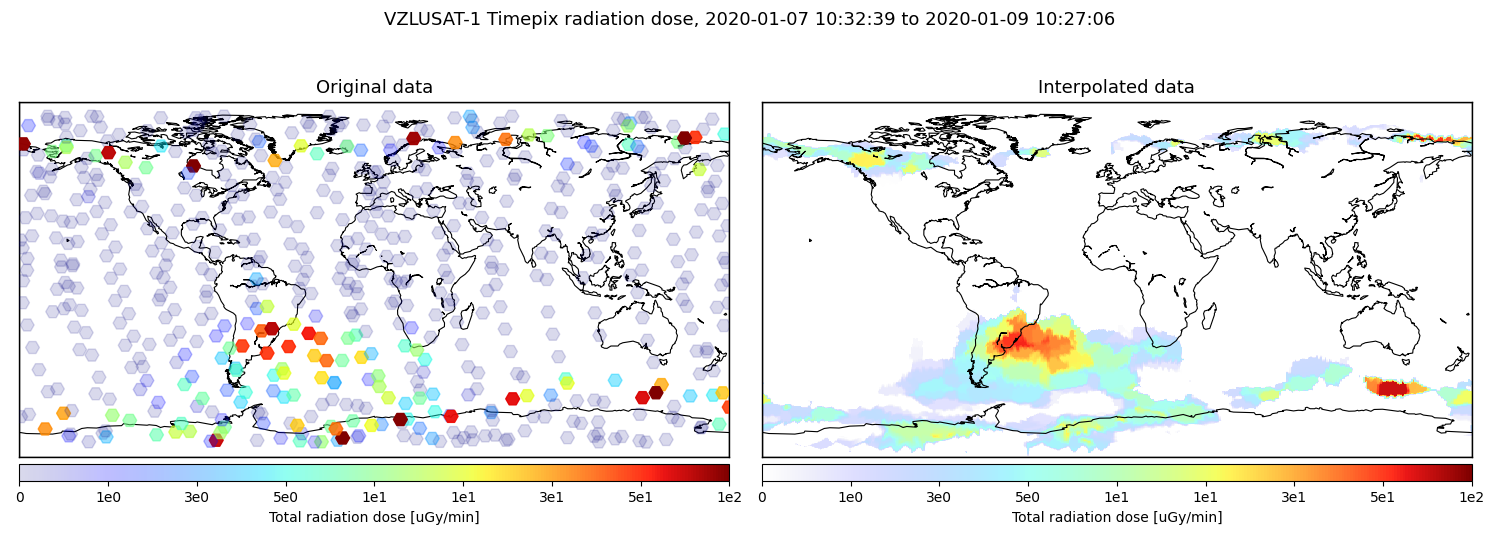 VZLUSAT-1 Timepix radiation dose, 2020-01-07 10:32:39 to 2020-01-09 10:27:06
Original data
Interpolated data
0 1e0 3e0 5e0 1e1 1e1 3e1 5e1 1e2
0 1e0 3e0 5e0 1e1 1e1 3e1 5e1 1e2
Total radiation dose [uGy/min]
Total radiation dose [uGy/min]